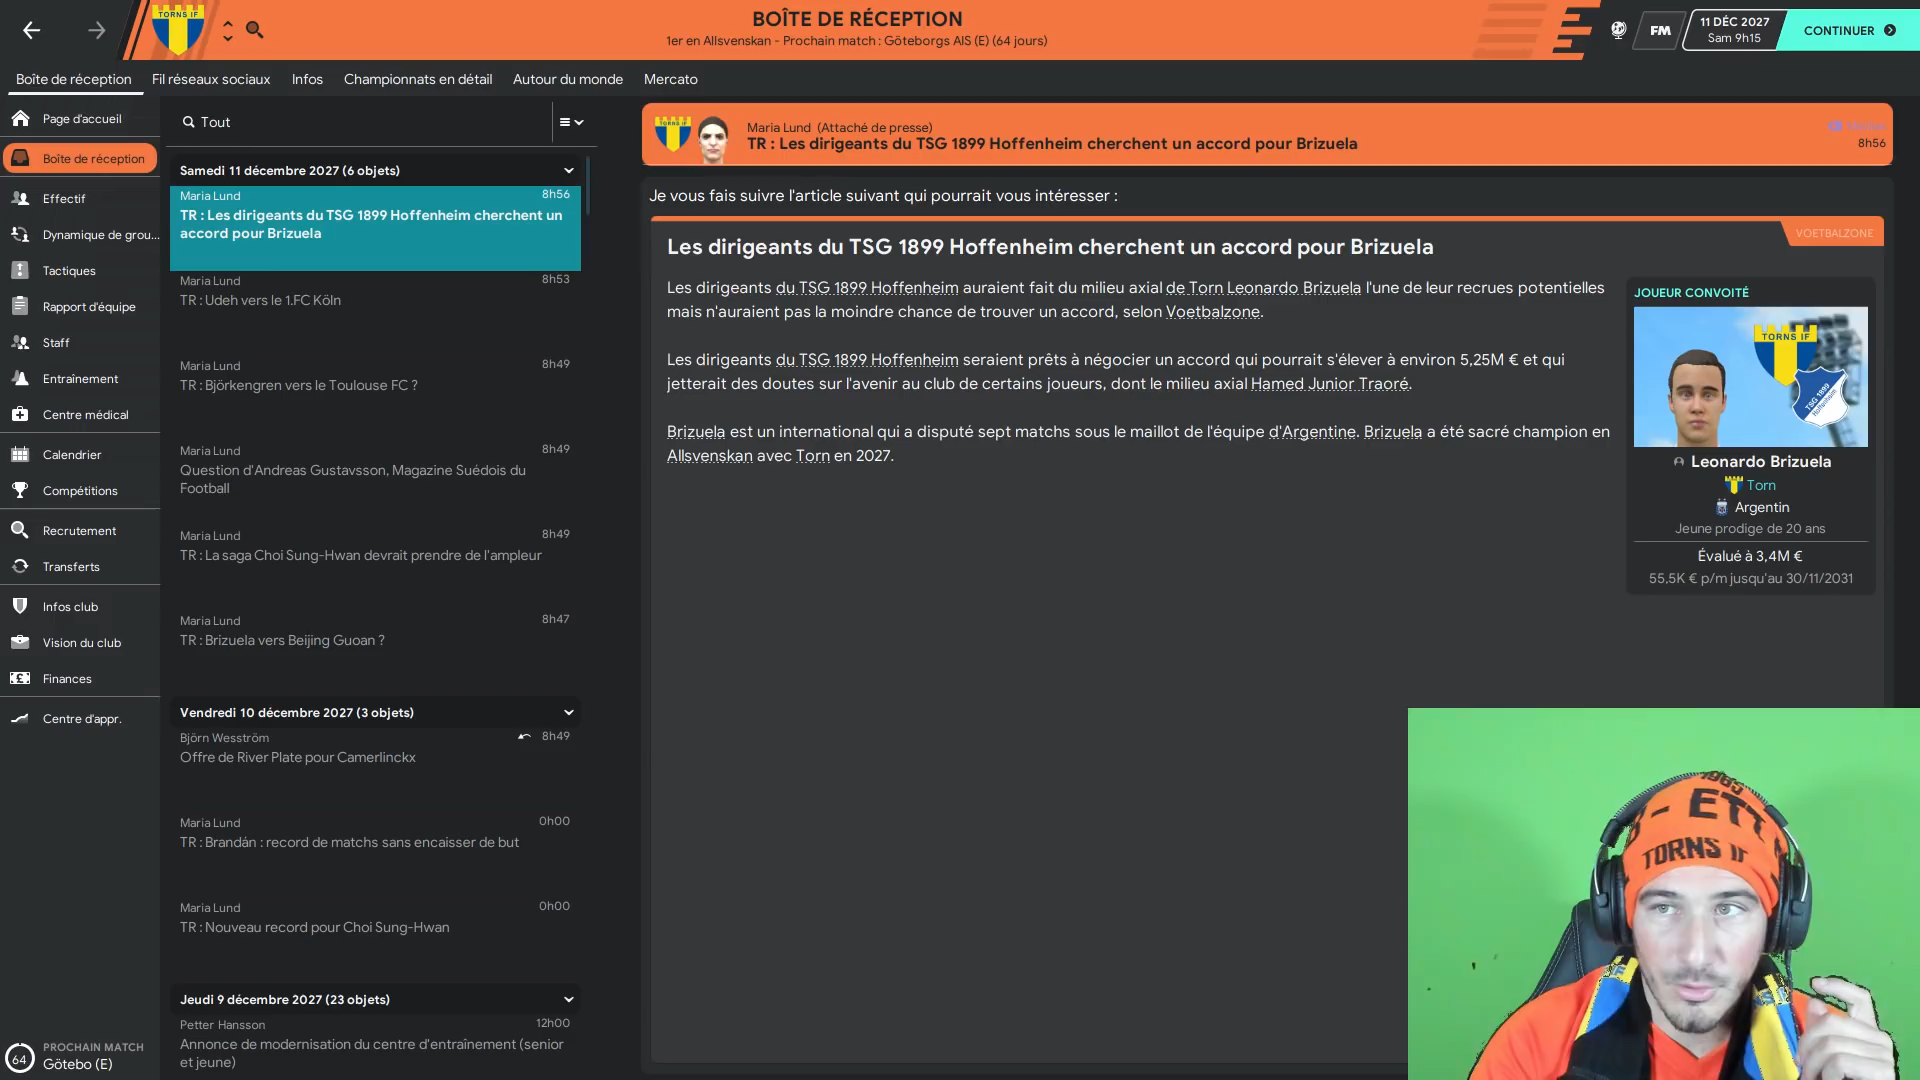 BOÎTE DE RÉCEPTION
1er en Allsvenskan - Prochain match : Göteborgs AIS (E) (64 jours)
TORNS IF
FM
11 DÉC 2027
Sam 9h15
CONTINUER
Boîte de réception
Fil réseaux sociaux
Infos
Championnats en détail
Autour du monde
Mercato
Page d'accueil
Boîte de réception
Effectif
Dynamique de grou...
Tactiques
Rapport d'équipe
Staff
Entraînement
Centre médical
Calendrier
Compétitions
Recrutement
Transferts
Infos club
Vision du club
Finances
Centre d'appr.
64
PROCHAIN MATCH
Götebo (E)
Tout
Samedi 11 décembre 2027 (6 objets)
Maria Lund 8h56
TR : Les dirigeants du TSG 1899 Hoffenheim cherchent un
accord pour Brizuela
Maria Lund 8h53
TR : Udeh vers le 1.FC Köln
Maria Lund 8h49
TR : Björkengren vers le Toulouse FC ?
Maria Lund 8h49
Question d'Andreas Gustavsson, Magazine Suédois du
Football
Maria Lund 8h49
TR : La saga Choi Sung-Hwan devrait prendre de l'ampleur
Maria Lund 8h47
TR : Brizuela vers Beijing Guoan ?
Vendredi 10 décembre 2027 (3 objets)
Björn Wesström 8h49
Offre de River Plate pour Camerlinckx
Maria Lund 0h00
TR : Brandán : record de matchs sans encaisser de but
Maria Lund 0h00
TR : Nouveau record pour Choi Sung-Hwan
Jeudi 9 décembre 2027 (23 objets)
Petter Hansson 12h00
Annonce de modernisation du centre d'entraînement (senior
et jeune)
Maria Lund (Attaché de presse)
TR : Les dirigeants du TSG 1899 Hoffenheim cherchent un accord pour Brizuela
8h56
Je vous fais suivre l'article suivant qui pourrait vous intéresser :
VOETBALZONE
Les dirigeants du TSG 1899 Hoffenheim cherchent un accord pour Brizuela
Les dirigeants du TSG 1899 Hoffenheim auraient fait du milieu axial de Torn Leonardo Brizuela l'une de leur recrues potentielles
mais n'auraient pas la moindre chance de trouver un accord, selon Voetbalzone.
Les dirigeants du TSG 1899 Hoffenheim seraient prêts à négocier un accord qui pourrait s'élever à environ 5,25M € et qui
jetterait des doutes sur l'avenir au club de certains joueurs, dont le milieu axial Hamed Junior Traoré.
Brizuela est un international qui a disputé sept matchs sous le maillot de l'équipe d'Argentine. Brizuela a été sacré champion en
Allsvenskan avec Torn en 2027.
JOUEUR CONVOITÉ
TORNS IF
TSG 1899
Hoffenheim
Leonardo Brizuela
Torn
Argentin
Jeune prodige de 20 ans
Évalué à 3,4M €
55,5K € p/m jusqu'au 30/11/2031
1965
ETT
TORNS IF